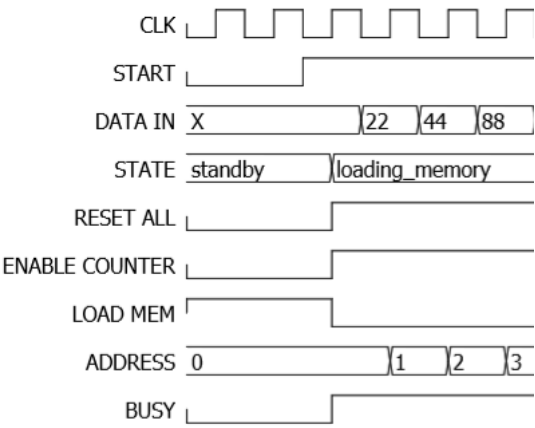 CLK
START
DATA IN X 22 44 88
STATE standby loading_memory
RESET ALL
ENABLE COUNTER
LOAD MEM
ADDRESS 0 1 2 3
BUSY